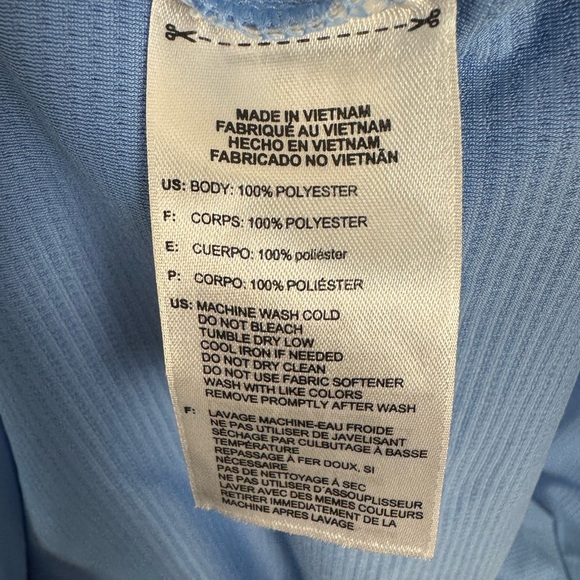 MADE IN VIETNAM
FABRIQUÉ AU VIETNAM
HECHO EN VIETNAM
FABRICADO NO VIETNÃN
US: BODY: 100% POLYESTER
F: CORPS: 100% POLYESTER
E: CUERPO: 100% poliéster
P: CORPO: 100% POLIÉSTER
US: MACHINE WASH COLD
DO NOT BLEACH
TUMBLE DRY LOW
COOL IRON IF NEEDED
DO NOT DRY CLEAN
DO NOT USE FABRIC SOFTENER
WASH WITH LIKE COLORS
REMOVE PROMPTLY AFTER WASH
F: LAVAGE MACHINE-EAU FROIDE
NE PAS UTILISER DE JAVELISANT
SÉCHAGE PAR CULBUTAGE À BASSE
TEMPÉRATURE
REPASSAGE À FER DOUX, SI
NÉCESSAIRE
PAS DE NETTOYAGE À SEC
NE PAS UTILISER D'ASSOUPLISSEUR
LAVER AVEC DES MEMES COULEURS
RETIRER IMMEDIATEMENT DE LA
MACHINE APRES LAVAGE